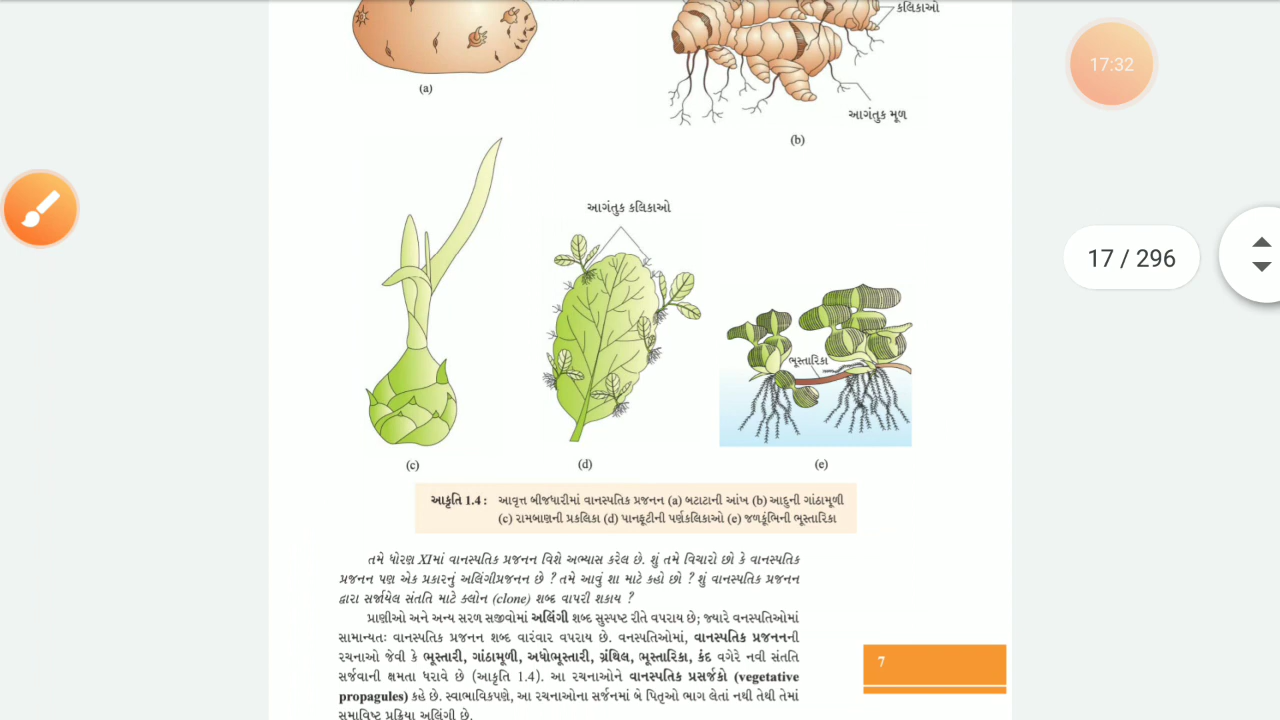 કલિકાઓ
(a)
આગંતુક મૂળ
(b)
17:32
આગંતુક કલિકાઓ
17 / 296
ભૂસ્તારિકા
(c)
(d)
(e)
આકૃતિ 1.4 : આવૃત્ત બીજધારીમાં વાનસ્પતિક પ્રજનન (a) બટાટાની આંખ (b) આદુની ગાંઠામૂળી
(c) રામબાણની પ્રકલિકા (d) પાનફૂટીની પર્ણકલિકાઓ (e) જળકૂંભિની ભૂસ્તારિકા
તમે ધોરણ XIમાં વાનસ્પતિક પ્રજનન વિશે અભ્યાસ કરેલ છે. શું તમે વિચારો છો કે વાનસ્પતિક
પ્રજનન પણ એક પ્રકારનું અલિંગીપ્રજનન છે ? તમે આવું શા માટે કહો છો ? શું વાનસ્પતિક પ્રજનન
દ્વારા સર્જાયેલ સંતતિ માટે ક્લોન (clone) શબ્દ વાપરી શકાય ?
પ્રાણીઓ અને અન્ય સરળ સજીવોમાં અલિંગી શબ્દ સુસ્પષ્ટ રીતે વપરાય છે; જ્યારે વનસ્પતિઓમાં
સામાન્યતઃ વાનસ્પતિક પ્રજનન શબ્દ વારંવાર વપરાય છે. વનસ્પતિઓમાં, વાનસ્પતિક પ્રજનનની
રચનાઓ જેવી કે ભૂસ્તારી, ગાંઠામૂળી, અધોભૂસ્તારી, ગ્રંથિલ, ભૂસ્તારિકા, કંદ વગેરે નવી સંતતિ
સર્જવાની ક્ષમતા ધરાવે છે (આકૃતિ 1.4). આ રચનાઓને વાનસ્પતિક પ્રસર્જકો (vegetative
propagules) કહે છે. સ્વાભાવિકપણે, આ રચનાઓના સર્જનમાં બે પિતૃઓ ભાગ લેતાં નથી તેથી તેમાં
સમાવિષ્ટ પ્રક્રિયા અલિંગી છે.
7